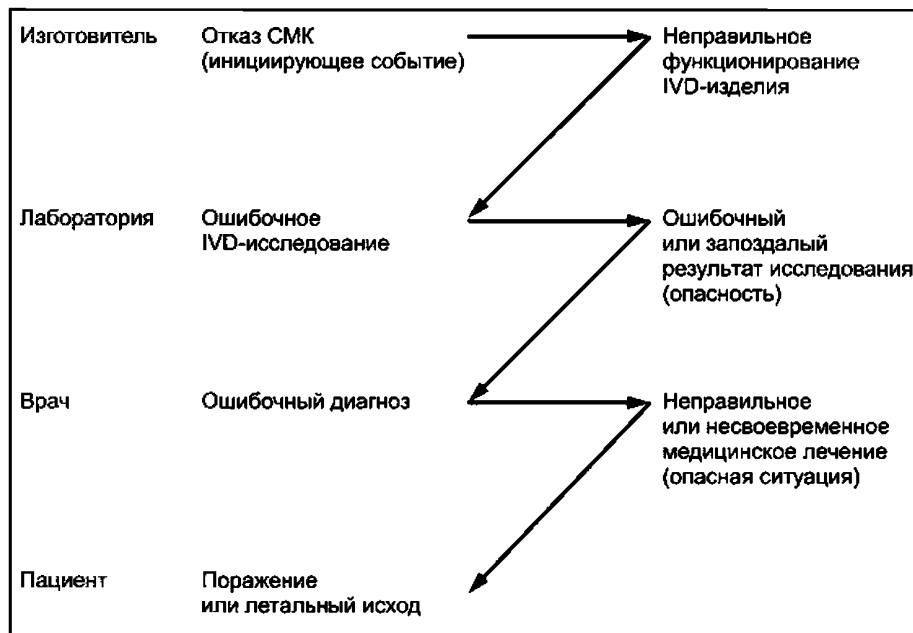 Изготовитель
Отказ СМК
(инициирующее событие)
Неправильное
функционирование
IVD-изделия
Лаборатория
Ошибочное
IVD-исследование
Ошибочный
или запоздалый
результат исследования
(опасность)
Врач
Ошибочный диагноз
Неправильное
или несвоевременное
медицинское лечение
(опасная ситуация)
Пациент
Поражение
или летальный исход